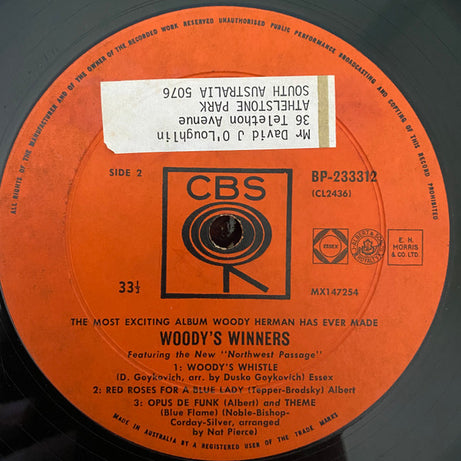 ALL RIGHTS OF THE MANUFACTURER AND OF THE OWNER OF THE RECORDED WORK RESERVED UNAUTHORISED PUBLIC PERFORMANCE BROADCASTING AND COPYING OF THIS RECORD PROHIBITED
Mr David J O'Loughlin
36 Telethon Avenue
ATHELSTONE PARK
SOUTH AUSTRALIA 5076
SIDE 2
CBS
BP-233312
(CL2436)
ESSEX
ALBERT & SON
E. H.
MORRIS
& CO LTD.
33⅓
MX147254
THE MOST EXCITING ALBUM WOODY HERMAN HAS EVER MADE
WOODY'S WINNERS
Featuring the New "Northwest Passage"
1: WOODY'S WHISTLE
(D. Goykovich, arr. by Dusko Goykovich) Essex
2: RED ROSES FOR A BLUE LADY (Tepper-Brodsky) Albert
3: OPUS DE FUNK (Albert) and THEME
(Blue Flame) (Noble-Bishop-
Corday-Silver, arranged
by Nat Pierce)
MADE IN AUSTRALIA BY A REGISTERED USER OF THE TRADE MARKS